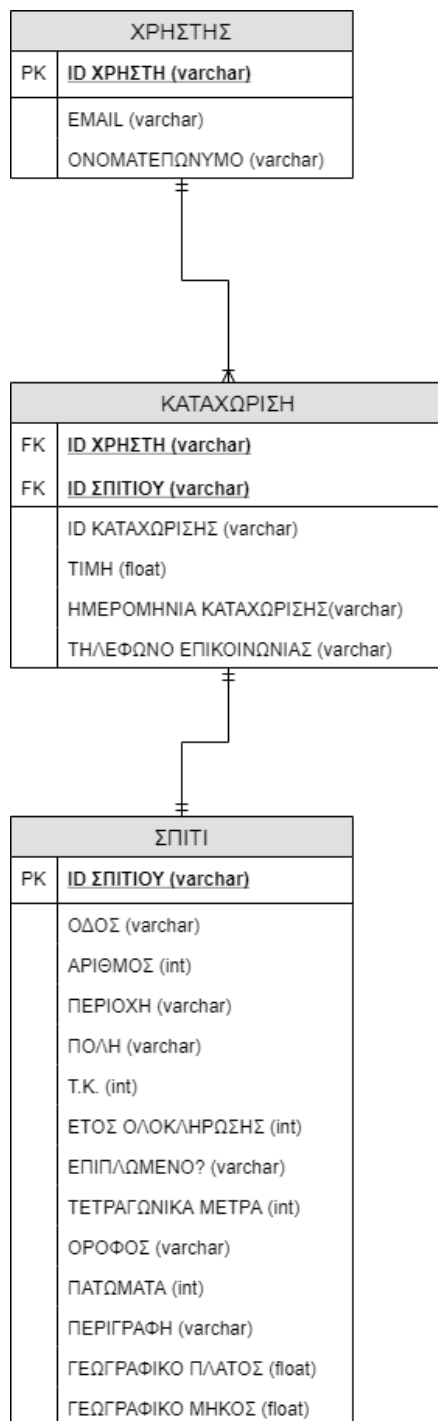 ΧΡΗΣΤΗΣ
PK ID ΧΡΗΣΤΗ (varchar)
EMAIL (varchar)
ΟΝΟΜΑΤΕΠΩΝΥΜΟ (varchar)
ΚΑΤΑΧΩΡΙΣΗ
FK ID ΧΡΗΣΤΗ (varchar)
FK ID ΣΠΙΤΙΟΥ (varchar)
ID ΚΑΤΑΧΩΡΙΣΗΣ (varchar)
ΤΙΜΗ (float)
ΗΜΕΡΟΜΗΝΙΑ ΚΑΤΑΧΩΡΙΣΗΣ(varchar)
ΤΗΛΕΦΩΝΟ ΕΠΙΚΟΙΝΩΝΙΑΣ (varchar)
ΣΠΙΤΙ
PK ID ΣΠΙΤΙΟΥ (varchar)
ΟΔΟΣ (varchar)
ΑΡΙΘΜΟΣ (int)
ΠΕΡΙΟΧΗ (varchar)
ΠΟΛΗ (varchar)
Τ.Κ. (int)
ΕΤΟΣ ΟΛΟΚΛΗΡΩΣΗΣ (int)
ΕΠΙΠΛΩΜΕΝΟ? (varchar)
ΤΕΤΡΑΓΩΝΙΚΑ ΜΕΤΡΑ (int)
ΟΡΟΦΟΣ (varchar)
ΠΑΤΩΜΑΤΑ (int)
ΠΕΡΙΓΡΑΦΗ (varchar)
ΓΕΩΓΡΑΦΙΚΟ ΠΛΑΤΟΣ (float)
ΓΕΩΓΡΑΦΙΚΟ ΜΗΚΟΣ (float)